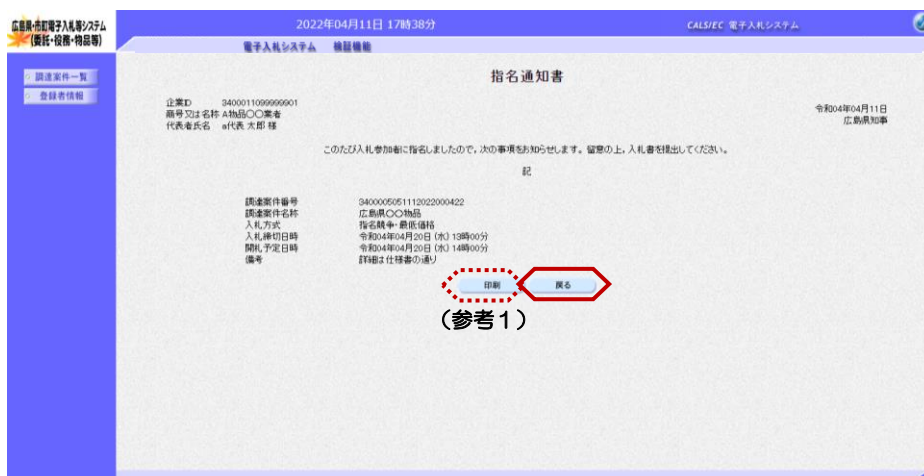 広島県・市町電子入札等システム
(委託・役務・物品等)
2022年04月11日 17時38分
CALS/EC 電子入札システム
電子入札システム 検証機能
調達案件一覧
登録者情報
指名通知書
企業ID 3400011099999901
商号又は名称 A物品〇〇業者
代表者氏名 a代表 太郎 様
令和04年04月11日
広島県知事
このたび入札参加者に指名しましたので，次の事項をお知らせします。留意の上，入札書を提出してください。
記
調達案件番号 3400005051112022000422
調達案件名称 広島県〇〇物品
入札方式 指名競争・最低価格
入札締切日時 令和04年04月20日 (水) 13時00分
開札予定日時 令和04年04月20日 (水) 14時00分
備考 詳細は仕様書の通り
印刷 戻る
（参考１）